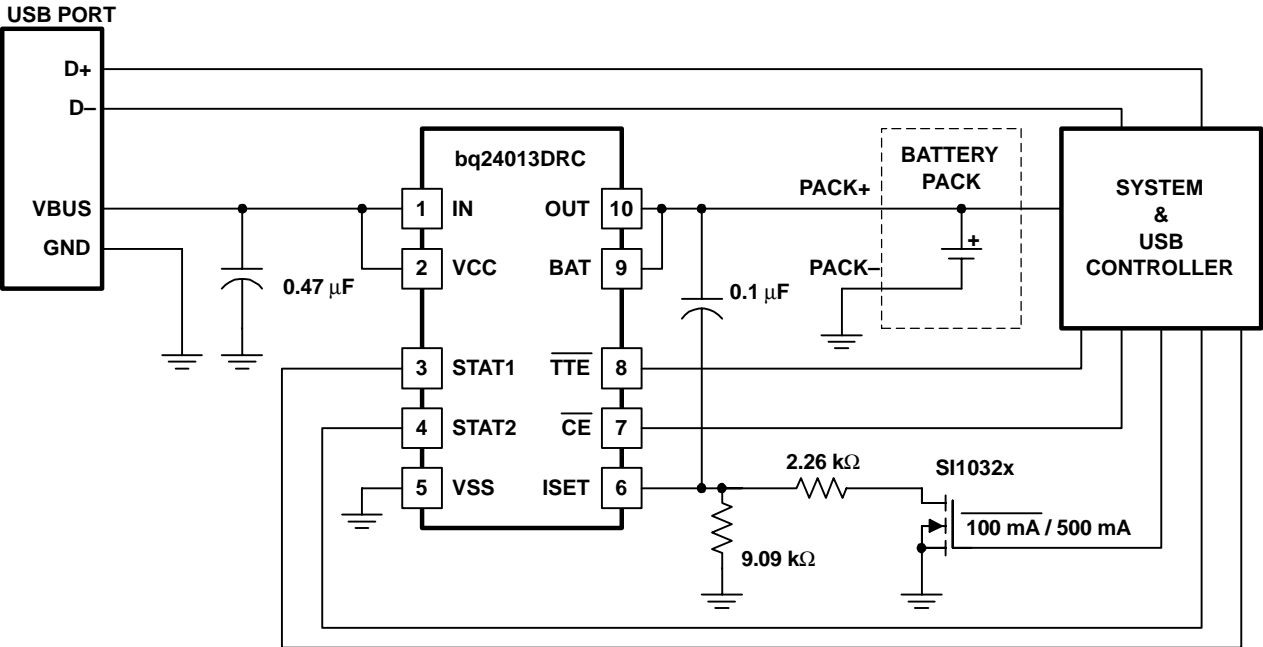 USB PORT
D+
D–
VBUS
GND
bq24013DRC
1 IN
OUT 10
2 VCC
BAT 9
3 STAT1
TTE 8
4 STAT2
CE 7
5 VSS
ISET 6
0.47 μF
0.1 μF
PACK+
PACK–
BATTERY
PACK
+
SYSTEM
&
USB
CONTROLLER
2.26 kΩ
SI1032x
100 mA / 500 mA
9.09 kΩ